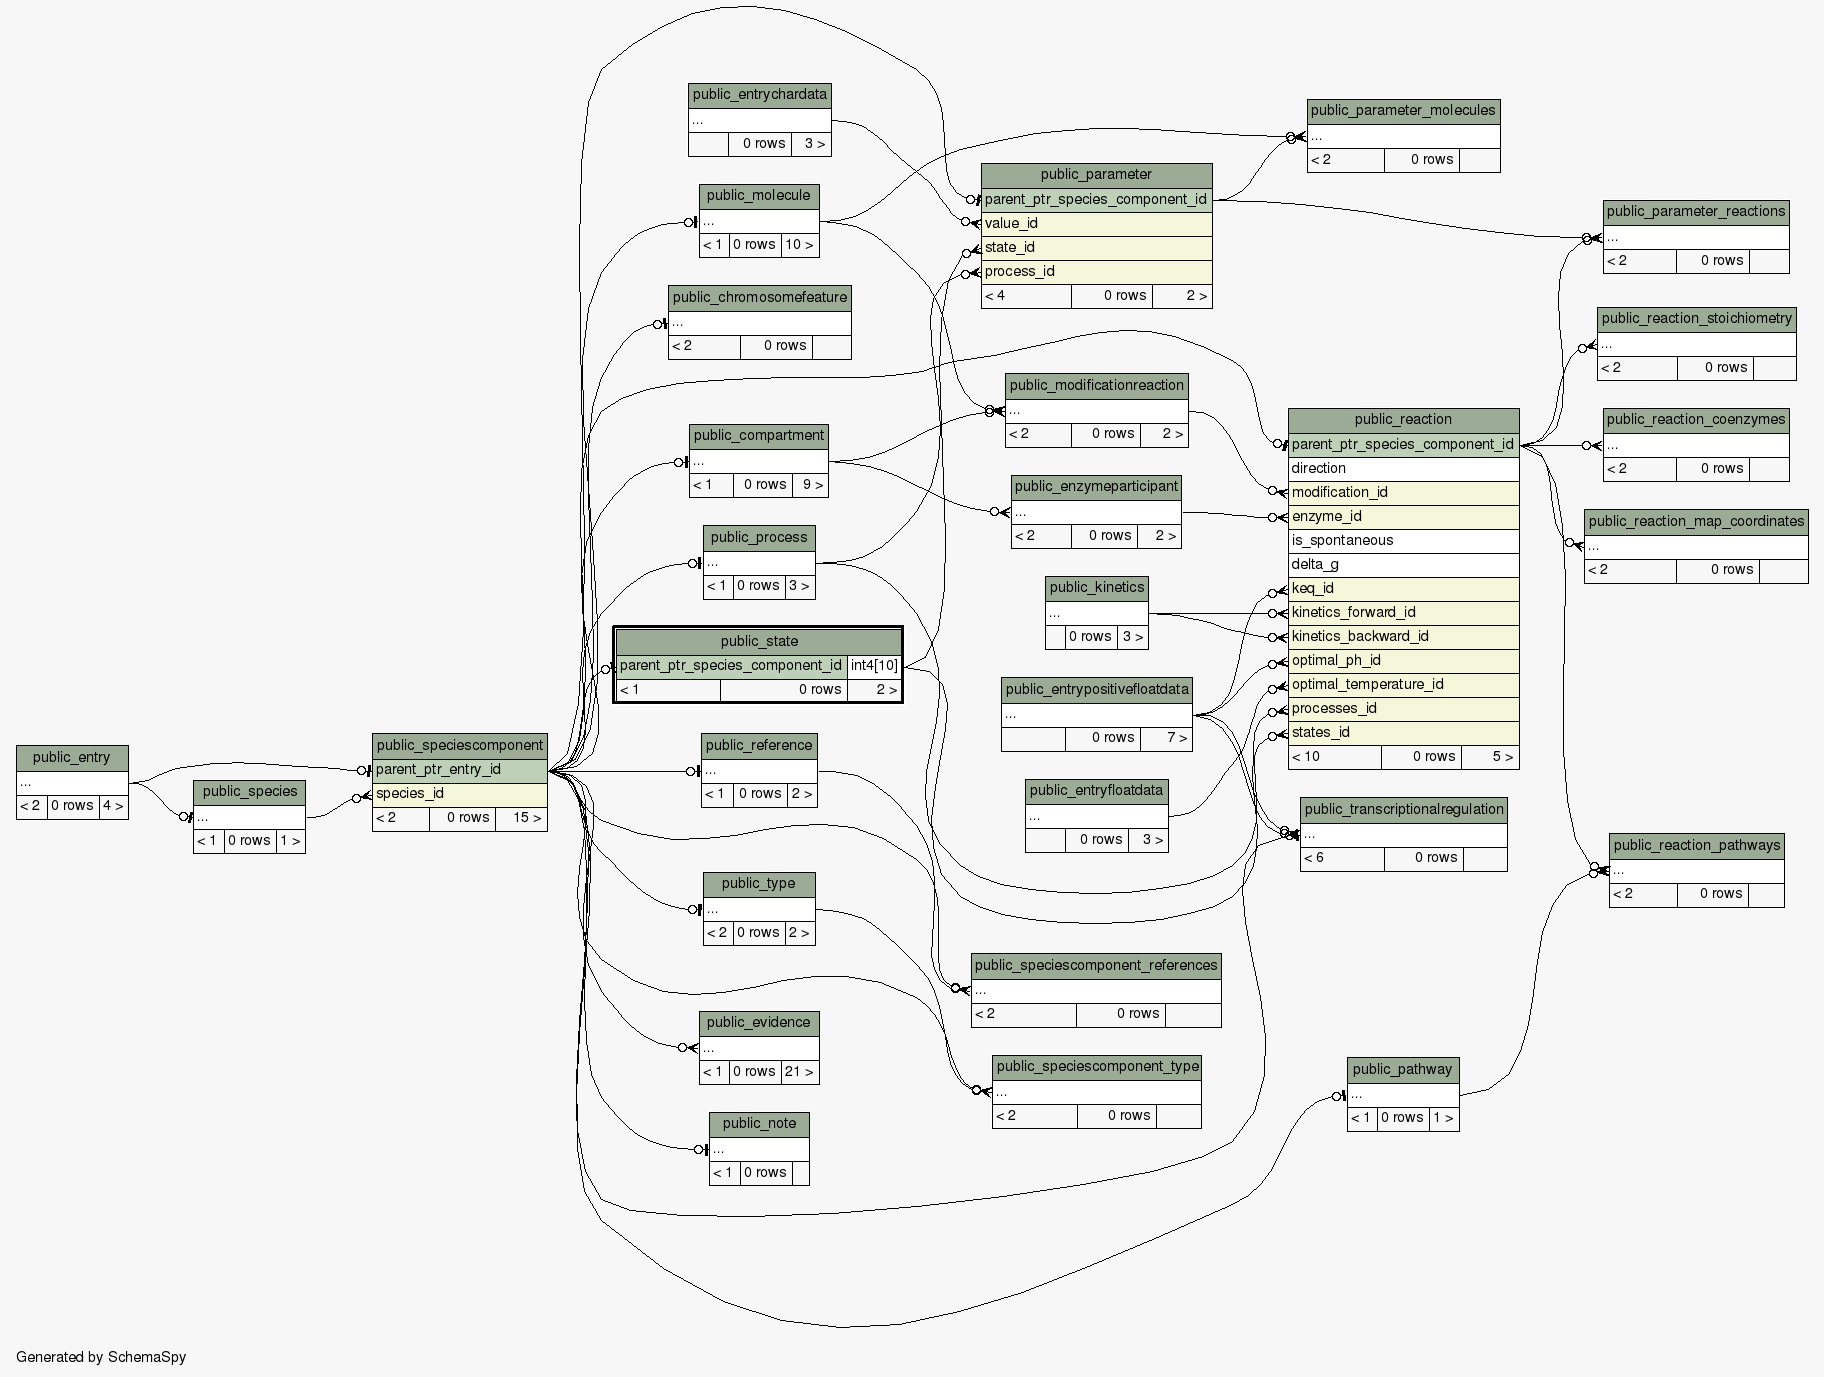 public_entrychardata
...
0 rows 3 >
public_molecule
...
< 1 0 rows 10 >
public_chromosomefeature
...
< 2 0 rows
public_compartment
...
< 1 0 rows 9 >
public_process
...
< 1 0 rows 3 >
public_state
parent_ptr_species_component_id int4[10]
< 1 0 rows 2 >
public_entry
...
< 2 0 rows 4 >
public_species
...
< 1 0 rows 1 >
public_speciescomponent
parent_ptr_entry_id
species_id
< 2 0 rows 15 >
public_reference
...
< 1 0 rows 2 >
public_type
...
< 2 0 rows 2 >
public_evidence
...
< 1 0 rows 21 >
public_note
...
< 1 0 rows
public_parameter
parent_ptr_species_component_id
value_id
state_id
process_id
< 4 0 rows 2 >
public_modificationreaction
...
< 2 0 rows 2 >
public_enzymeparticipant
...
< 2 0 rows 2 >
public_kinetics
...
0 rows 3 >
public_entrypositivefloatdata
...
0 rows 7 >
public_entryfloatdata
...
0 rows 3 >
public_speciescomponent_references
...
< 2 0 rows
public_speciescomponent_type
...
< 2 0 rows
public_parameter_molecules
...
< 2 0 rows
public_reaction
parent_ptr_species_component_id
direction
modification_id
enzyme_id
is_spontaneous
delta_g
keq_id
kinetics_forward_id
kinetics_backward_id
optimal_ph_id
optimal_temperature_id
processes_id
states_id
< 10 0 rows 5 >
public_transcriptionalregulation
...
< 6 0 rows
public_pathway
...
< 1 0 rows 1 >
public_parameter_reactions
...
< 2 0 rows
public_reaction_stoichiometry
...
< 2 0 rows
public_reaction_coenzymes
...
< 2 0 rows
public_reaction_map_coordinates
...
< 2 0 rows
public_reaction_pathways
...
< 2 0 rows
Generated by SchemaSpy